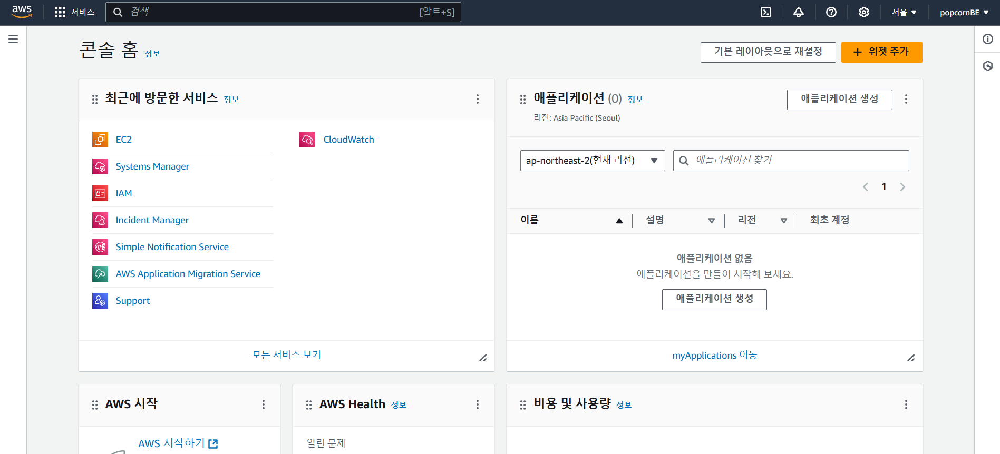 aws 서비스 검색 [알트+S] 서울 popcornBE
콘솔 홈 정보
기본 레이아웃으로 재설정
위젯 추가
최근에 방문한 서비스 정보
EC2
Systems Manager
IAM
Incident Manager
Simple Notification Service
AWS Application Migration Service
Support
CloudWatch
모든 서비스 보기
애플리케이션 (0) 정보
리전: Asia Pacific (Seoul)
애플리케이션 생성
ap-northeast-2(현재 리전)
애플리케이션 찾기
1
이름 설명 리전 최초 계정
애플리케이션 없음
애플리케이션을 만들어 시작해 보세요.
애플리케이션 생성
myApplications 이동
AWS 시작
AWS 시작하기
AWS Health 정보
열린 문제
비용 및 사용량 정보